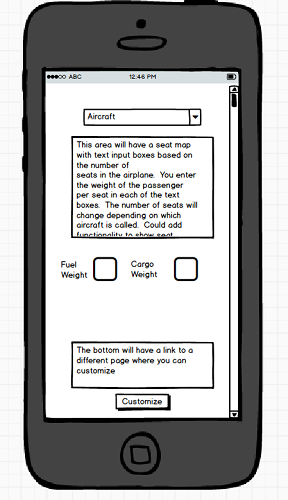 ABC 12:46 PM
Aircraft
This area will have a seat map
with text input boxes based on
the number of
seats in the airplane. You enter
the weight of the passenger
per seat in each of the text
boxes. The number of seats will
change depending on which
aircraft is called. Could add
functionality to show seat
Fuel
Weight
Cargo
Weight
The bottom will have a link to a
different page where you can
customize
Customize